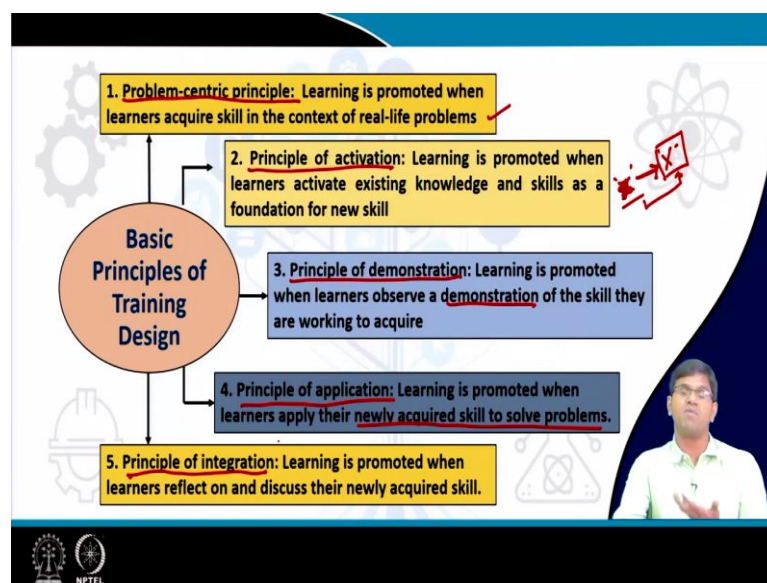 1. Problem-centric principle: Learning is promoted when
learners acquire skill in the context of real-life problems
2. Principle of activation: Learning is promoted when
learners activate existing knowledge and skills as a
foundation for new skill
Basic
Principles of
Training
Design
3. Principle of demonstration: Learning is promoted
when learners observe a demonstration of the skill they
are working to acquire
4. Principle of application: Learning is promoted when
learners apply their newly acquired skill to solve problems.
5. Principle of integration: Learning is promoted when
learners reflect on and discuss their newly acquired skill.
NPTEL